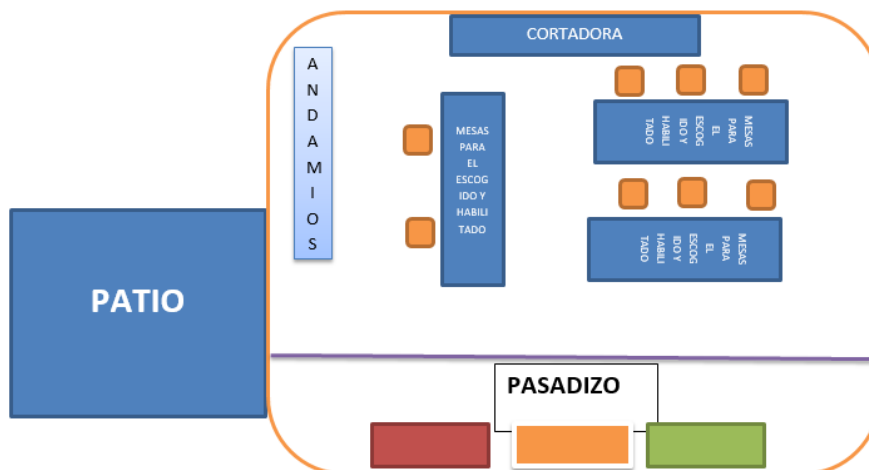 CORTADORA
A
N
D
A
M
I
O
S
MESAS
PARA
EL
ESCOG
IDO Y
HABILI
TADO
MESAS
PARA
EL
ESCOG
IDO Y
HABILI
TADO
MESAS
PARA
EL
ESCOG
IDO Y
HABILI
TADO
PATIO
PASADIZO